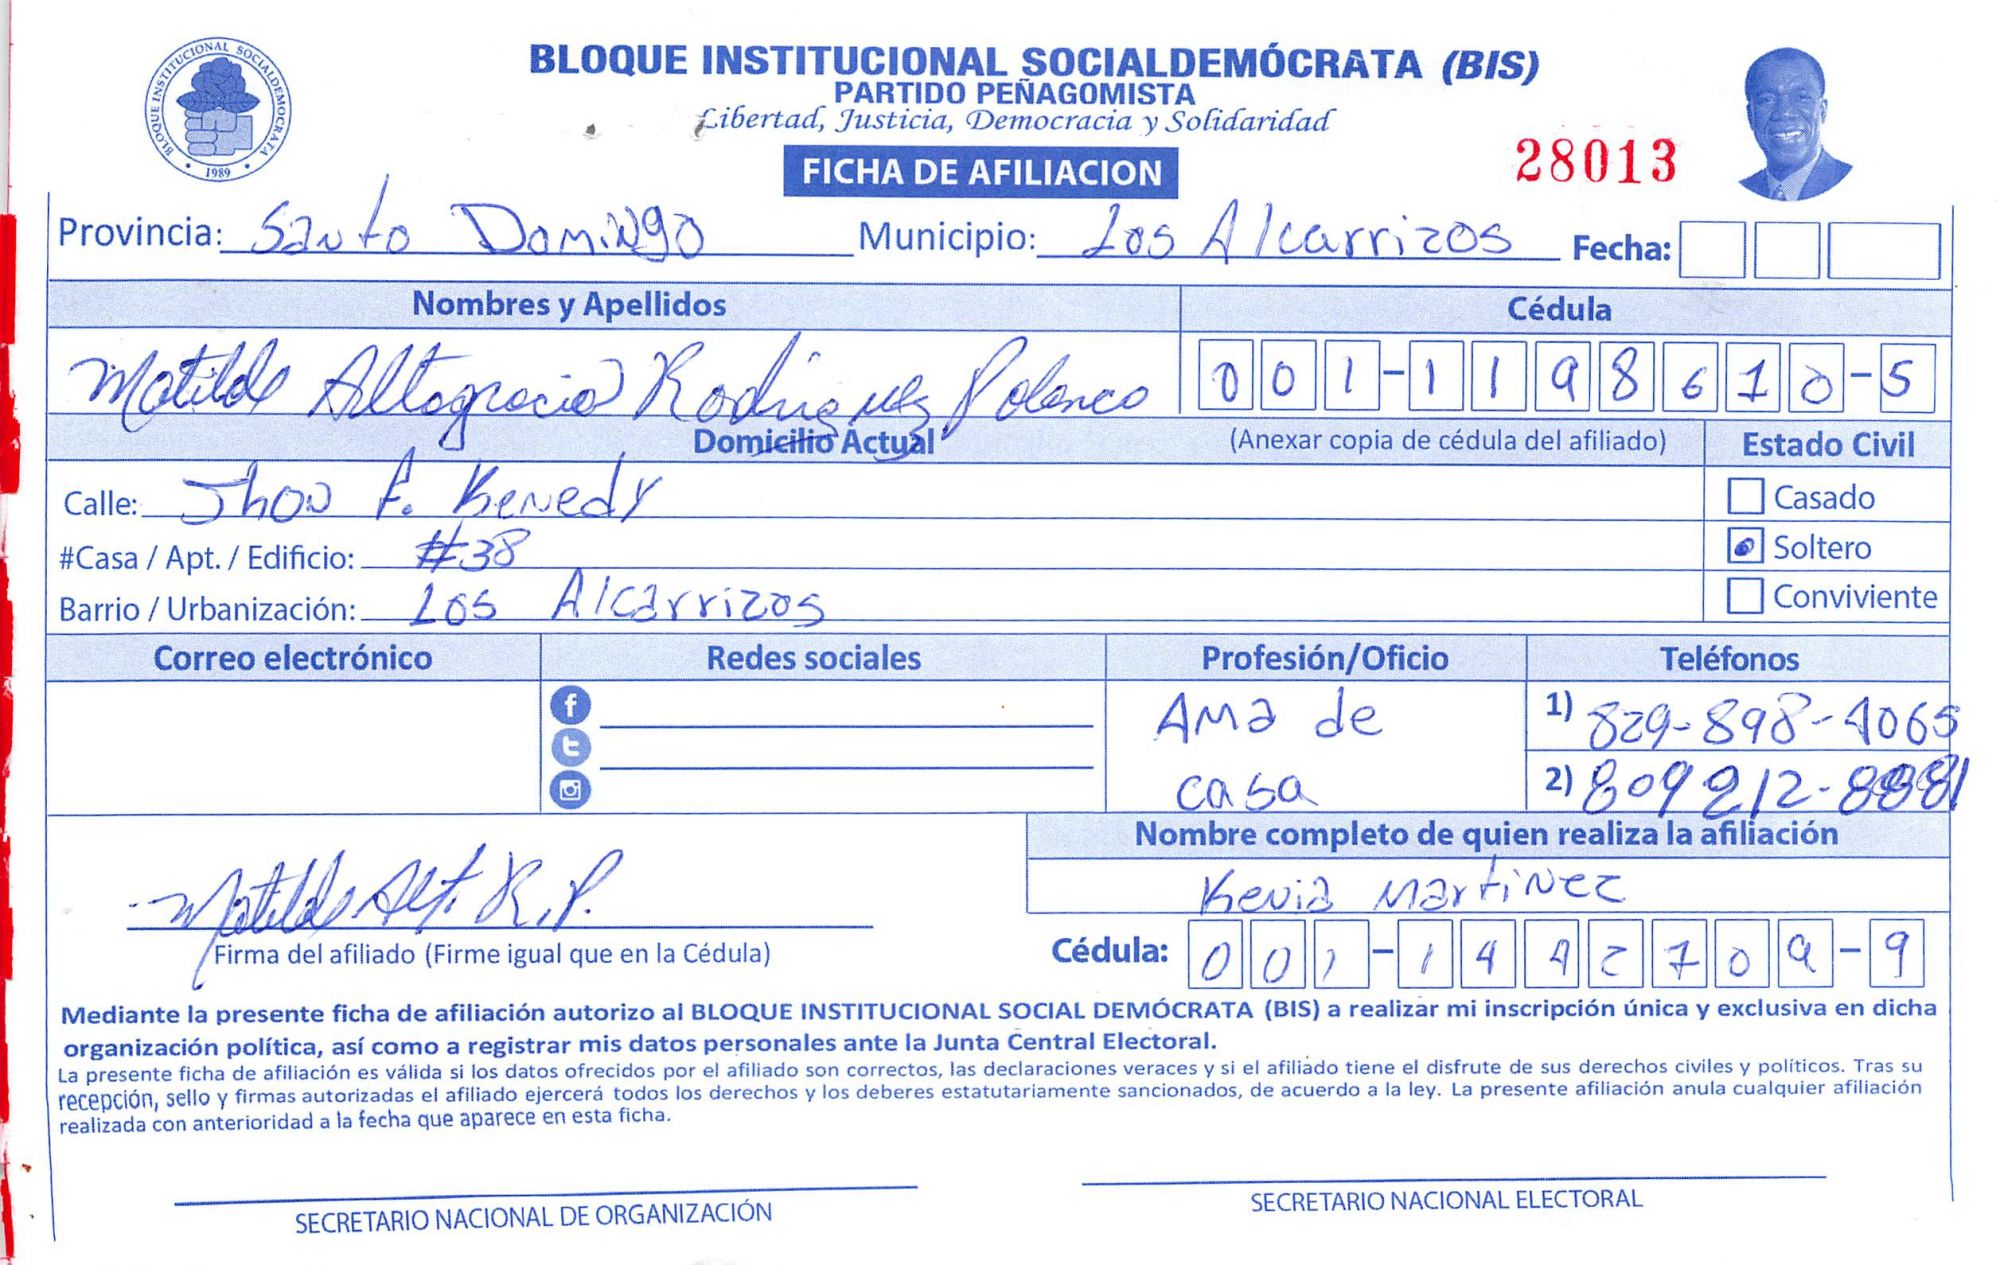 BLOQUE INSTITUCIONAL SOCIALDEMÓCRATA
1989
BLOQUE INSTITUCIONAL SOCIALDEMÓCRATA (BIS)
PARTIDO PEÑAGOMISTA
Libertad, Justicia, Democracia y Solidaridad
FICHA DE AFILIACION
28013
Provincia: Santo Domingo Municipio: Los Alcarrizos Fecha:
Nombres y Apellidos Cédula
Matilde Altagracia Rodriguez Polanco 001-1198610-5
Domicilio Actual (Anexar copia de cédula del afiliado) Estado Civil
Calle: Jhon F. Kenedy Casado
#Casa / Apt. / Edificio: #38 Soltero
Barrio / Urbanización: Los Alcarrizos Conviviente
Correo electrónico Redes sociales Profesión/Oficio Teléfonos
Ama de 1) 829-898-4065
casa 2) 809 212-8881
Nombre completo de quien realiza la afiliación
Kenia Martinez
Matilde Alt. R. P.
Firma del afiliado (Firme igual que en la Cédula) Cédula: 001-1442709-9
Mediante la presente ficha de afiliación autorizo al BLOQUE INSTITUCIONAL SOCIAL DEMÓCRATA (BIS) a realizar mi inscripción única y exclusiva en dicha
organización política, así como a registrar mis datos personales ante la Junta Central Electoral.
La presente ficha de afiliación es válida si los datos ofrecidos por el afiliado son correctos, las declaraciones veraces y si el afiliado tiene el disfrute de sus derechos civiles y políticos. Tras su
recepción, sello y firmas autorizadas el afiliado ejercerá todos los derechos y los deberes estatutariamente sancionados, de acuerdo a la ley. La presente afiliación anula cualquier afiliación
realizada con anterioridad a la fecha que aparece en esta ficha.
SECRETARIO NACIONAL DE ORGANIZACIÓN SECRETARIO NACIONAL ELECTORAL